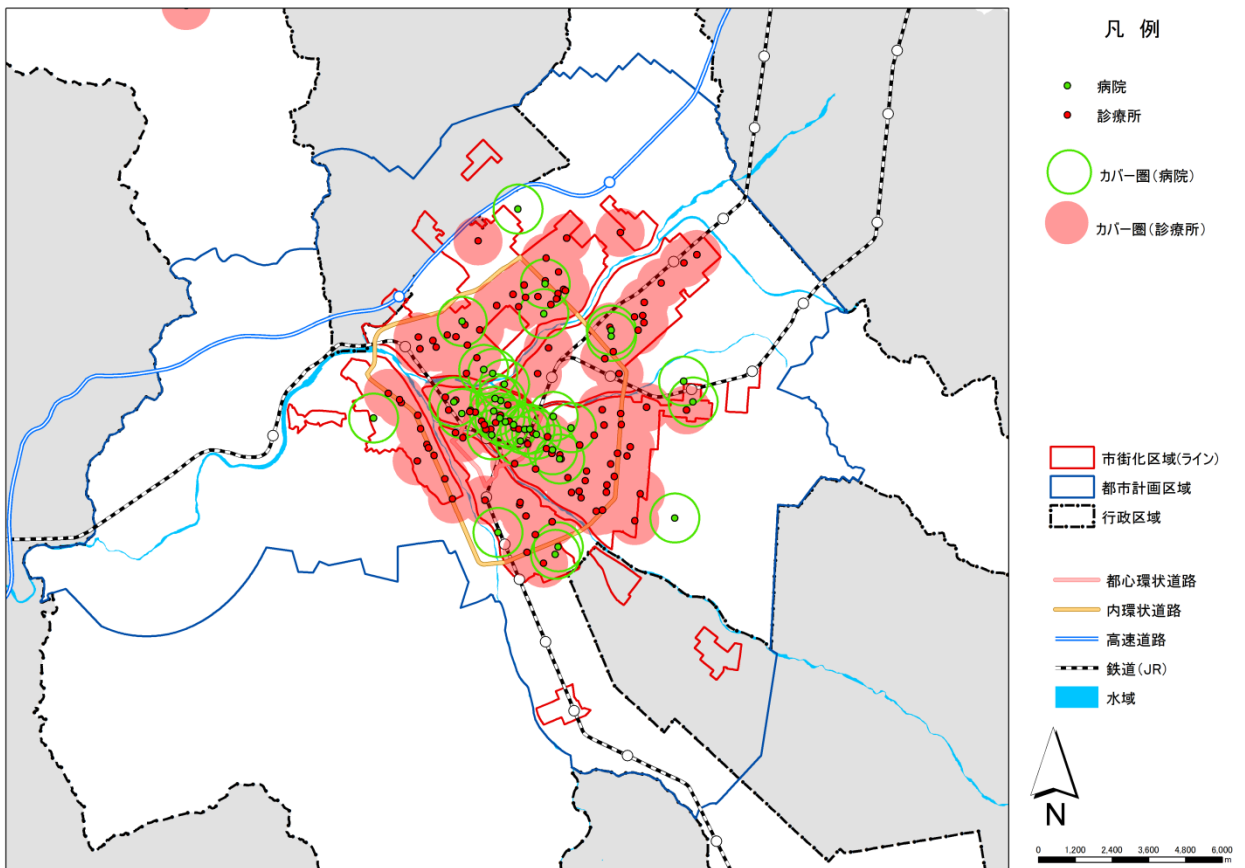 凡 例
病院
診療所
カバー圏(病院)
カバー圏(診療所)
市街化区域(ライン)
都市計画区域
行政区域
都心環状道路
内環状道路
高速道路
鉄道(JR)
水域
N
0 1,200 2,400 3,600 4,800 6,000
m